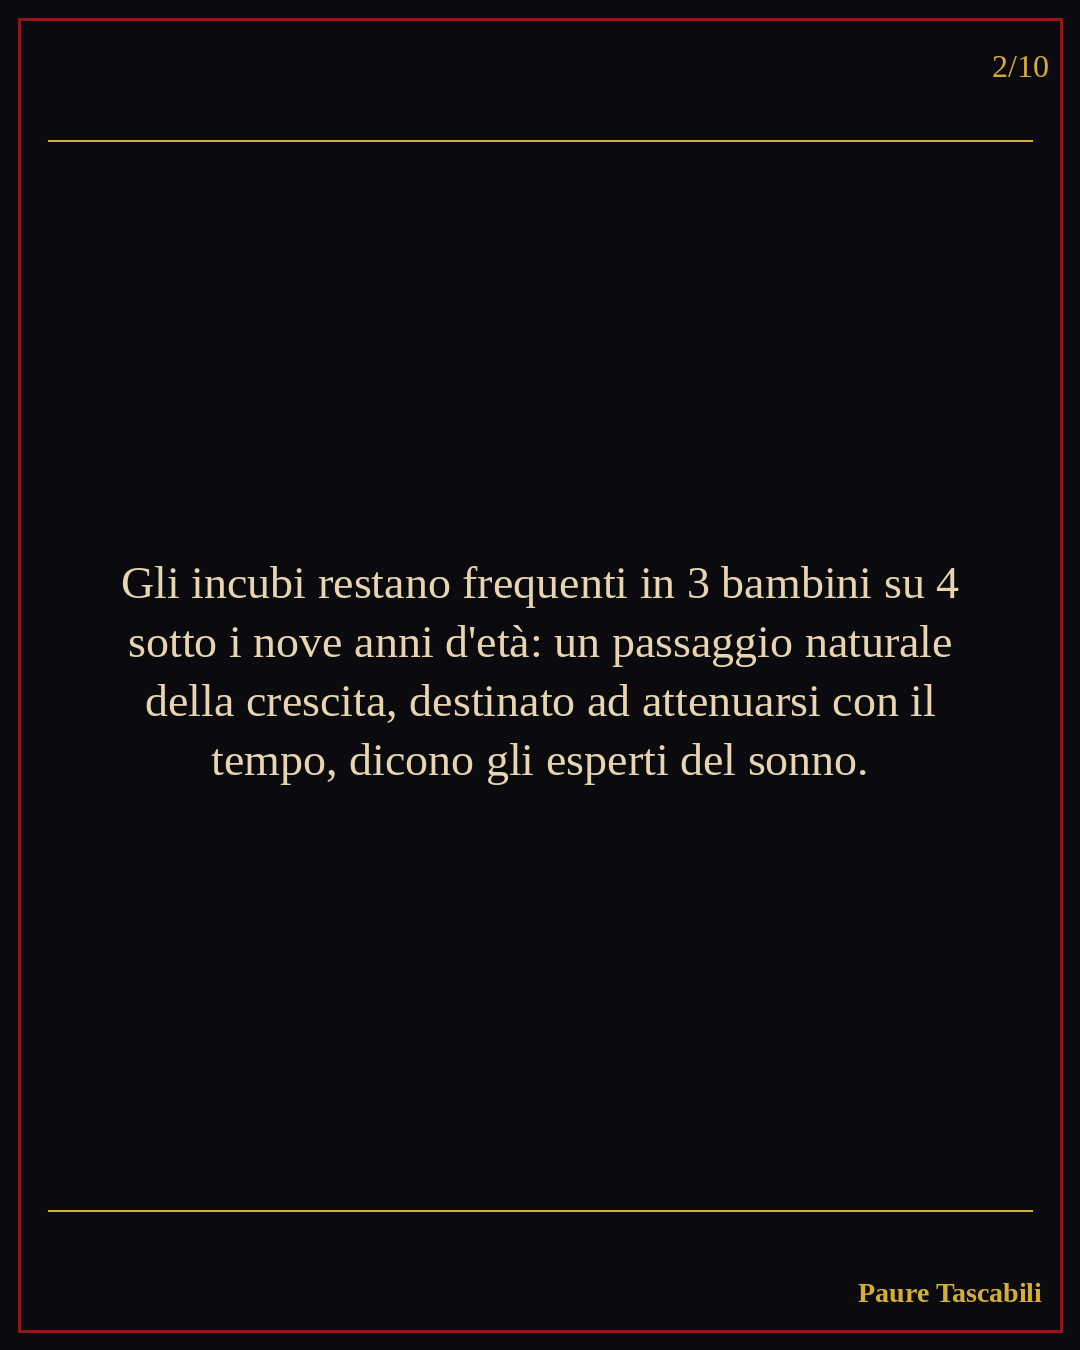 2/10
Gli incubi restano frequenti in 3 bambini su 4
sotto i nove anni d'età: un passaggio naturale
della crescita, destinato ad attenuarsi con il
tempo, dicono gli esperti del sonno.
Paure Tascabili